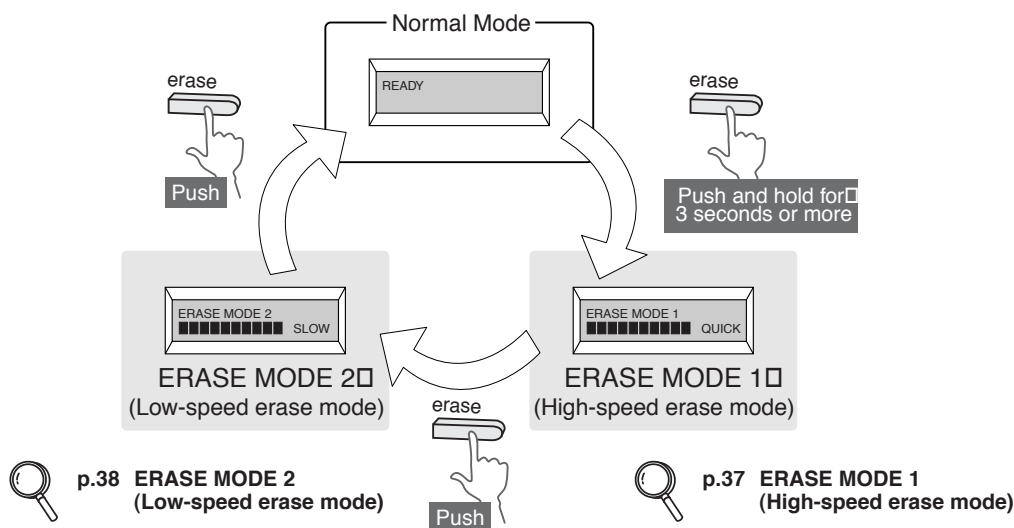 Normal Mode
READY
erase
Push
erase
Push and hold for□
3 seconds or more
ERASE MODE 2
SLOW
ERASE MODE 2□
(Low-speed erase mode)
ERASE MODE 1
QUICK
ERASE MODE 1□
(High-speed erase mode)
erase
Push
p.38 ERASE MODE 2
(Low-speed erase mode)
p.37 ERASE MODE 1
(High-speed erase mode)